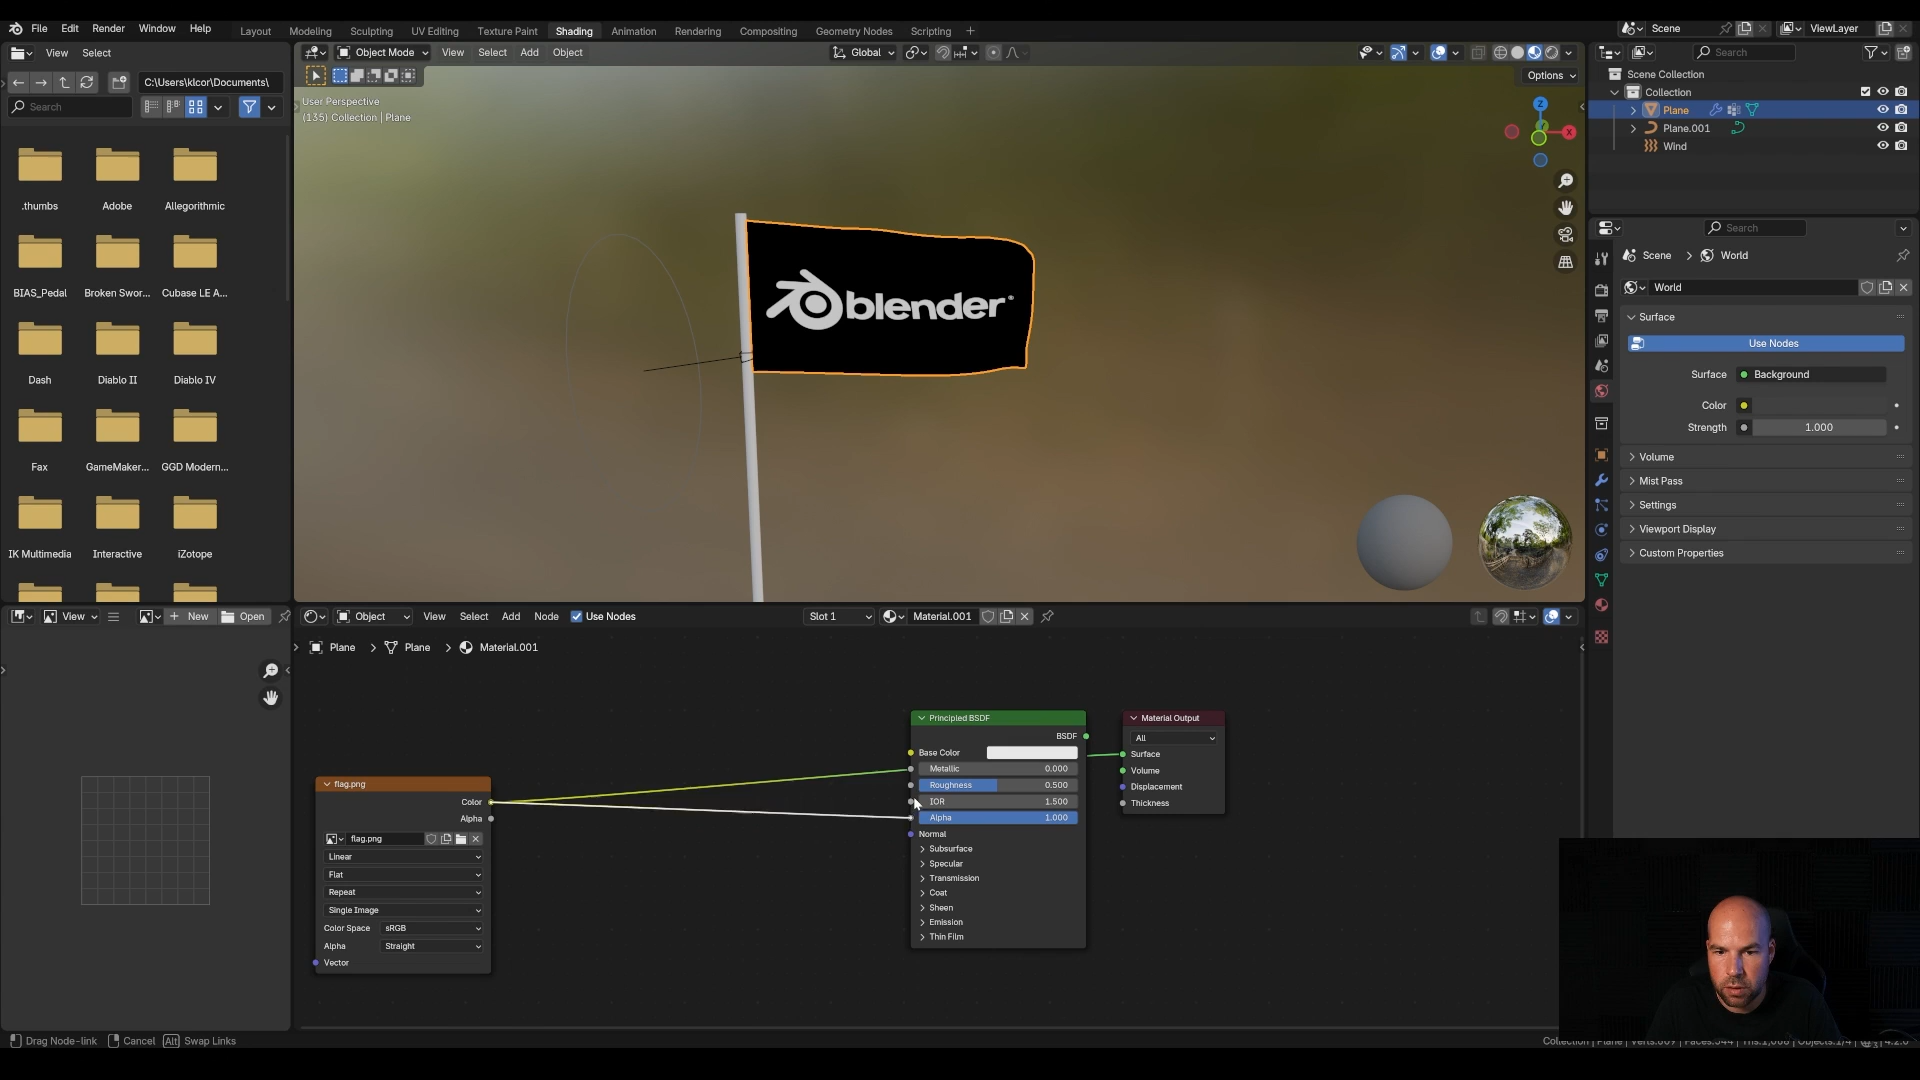 File Edit Render Window Help
Layout Modeling Sculpting UV Editing Texture Paint Shading Animation Rendering Compositing Geometry Nodes Scripting
Scene ViewLayer
View Select
Object Mode View Select Add Object Global
Search
C:\Users\klcor\Documents\
Options
Search
User Perspective
(135) Collection | Plane
Scene Collection
Collection
Plane
Plane.001
Wind
Z
X
.thumbs Adobe Allegorithmic
BIAS_Pedal Broken Swor... Cubase LE A...
Dash Diablo II Diablo IV
Fax GameMaker... GGD Modern...
IK Multimedia Interactive iZotope
blender
Search
Scene World
World
Surface
Use Nodes
Surface Background
Color
Strength 1.000
Volume
Mist Pass
Settings
Viewport Display
Custom Properties
View New Open
Object View Select Add Node Use Nodes Slot 1 Material.001
Plane Plane Material.001
flag.png
Color
Alpha
flag.png
Linear
Flat
Repeat
Single Image
Color Space sRGB
Alpha Straight
Vector
Principled BSDF
BSDF
Base Color
Metallic 0.000
Roughness 0.500
IOR 1.500
Alpha 1.000
Normal
Subsurface
Specular
Transmission
Coat
Sheen
Emission
Thin Film
Material Output
All
Surface
Volume
Displacement
Thickness
Drag Node-link Cancel Alt Swap Links